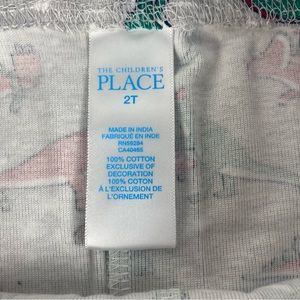 THE CHILDREN'S
PLACE
2T
MADE IN INDIA
FABRIQUÉ EN INDE
RN59284
CA40465
100% COTTON
EXCLUSIVE OF
DECORATION
100% COTON
À L'EXCLUSION DE
L'ORNEMENT